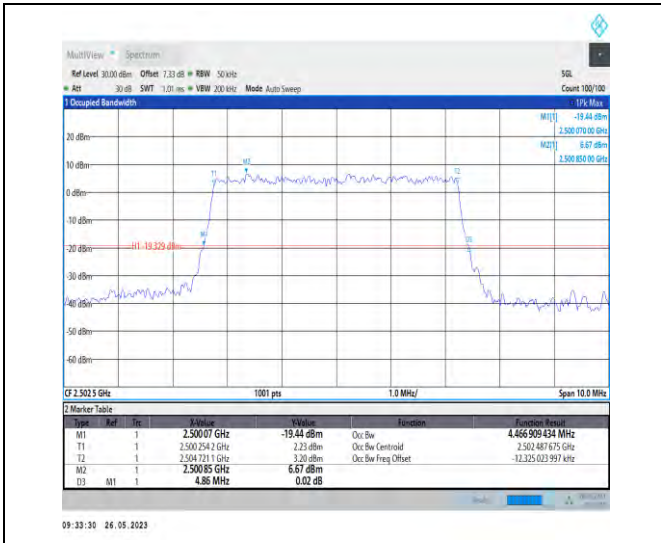 MultiView Spectrum
Ref Level 30.00 dBm Offset 7.33 dB RBW 50 kHz SGL
Att 30 dB SWT 1.01 ms VBW 200 kHz Mode Auto Sweep Count 100/100
1 Occupied Bandwidth 1Pk Max
M1[1] -19.44 dBm
2.500 070 00 GHz
M2[1] 6.67 dBm
2.500 850 00 GHz
20 dBm
10 dBm
M2
T1
T2
0 dBm
-10 dBm
M1
D3
-20 dBm
H1 -19.329 dBm
-30 dBm
-40 dBm
-50 dBm
-60 dBm
CF 2.502 5 GHz 1001 pts 1.0 MHz/ Span 10.0 MHz
2 Marker Table
Type Ref Trc X-Value Y-Value Function Function Result
M1 1 2.500 07 GHz -19.44 dBm Occ Bw 4.466 909 434 MHz
T1 1 2.500 254 2 GHz 2.23 dBm Occ Bw Centroid 2.502 487 675 GHz
T2 1 2.504 721 1 GHz 3.20 dBm Occ Bw Freq Offset -12.325 023 997 kHz
M2 1 2.500 85 GHz 6.67 dBm
D3 M1 1 4.86 MHz 0.02 dB
09:33:30 26.05.2023